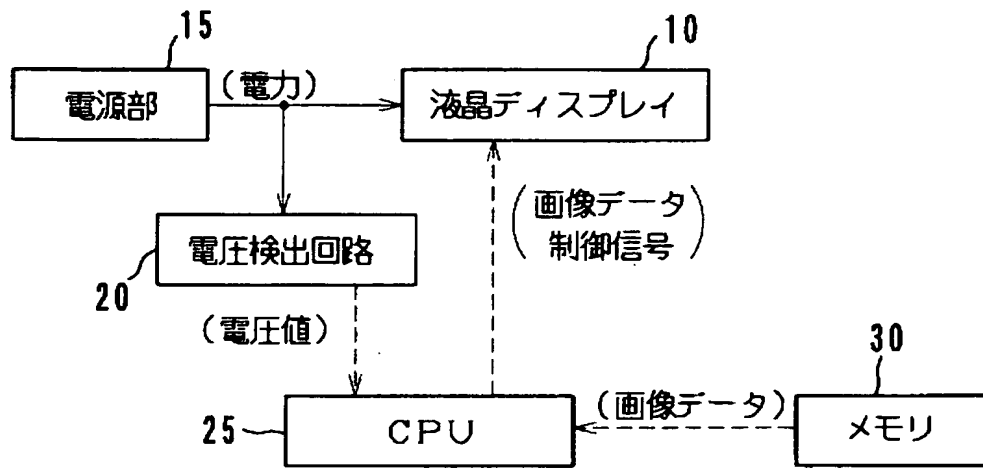 15
10
電源部
(電力)
液晶ディスプレイ
画像データ
制御信号
電圧検出回路
20
(電圧値)
30
25
CPU
(画像データ)
メモリ